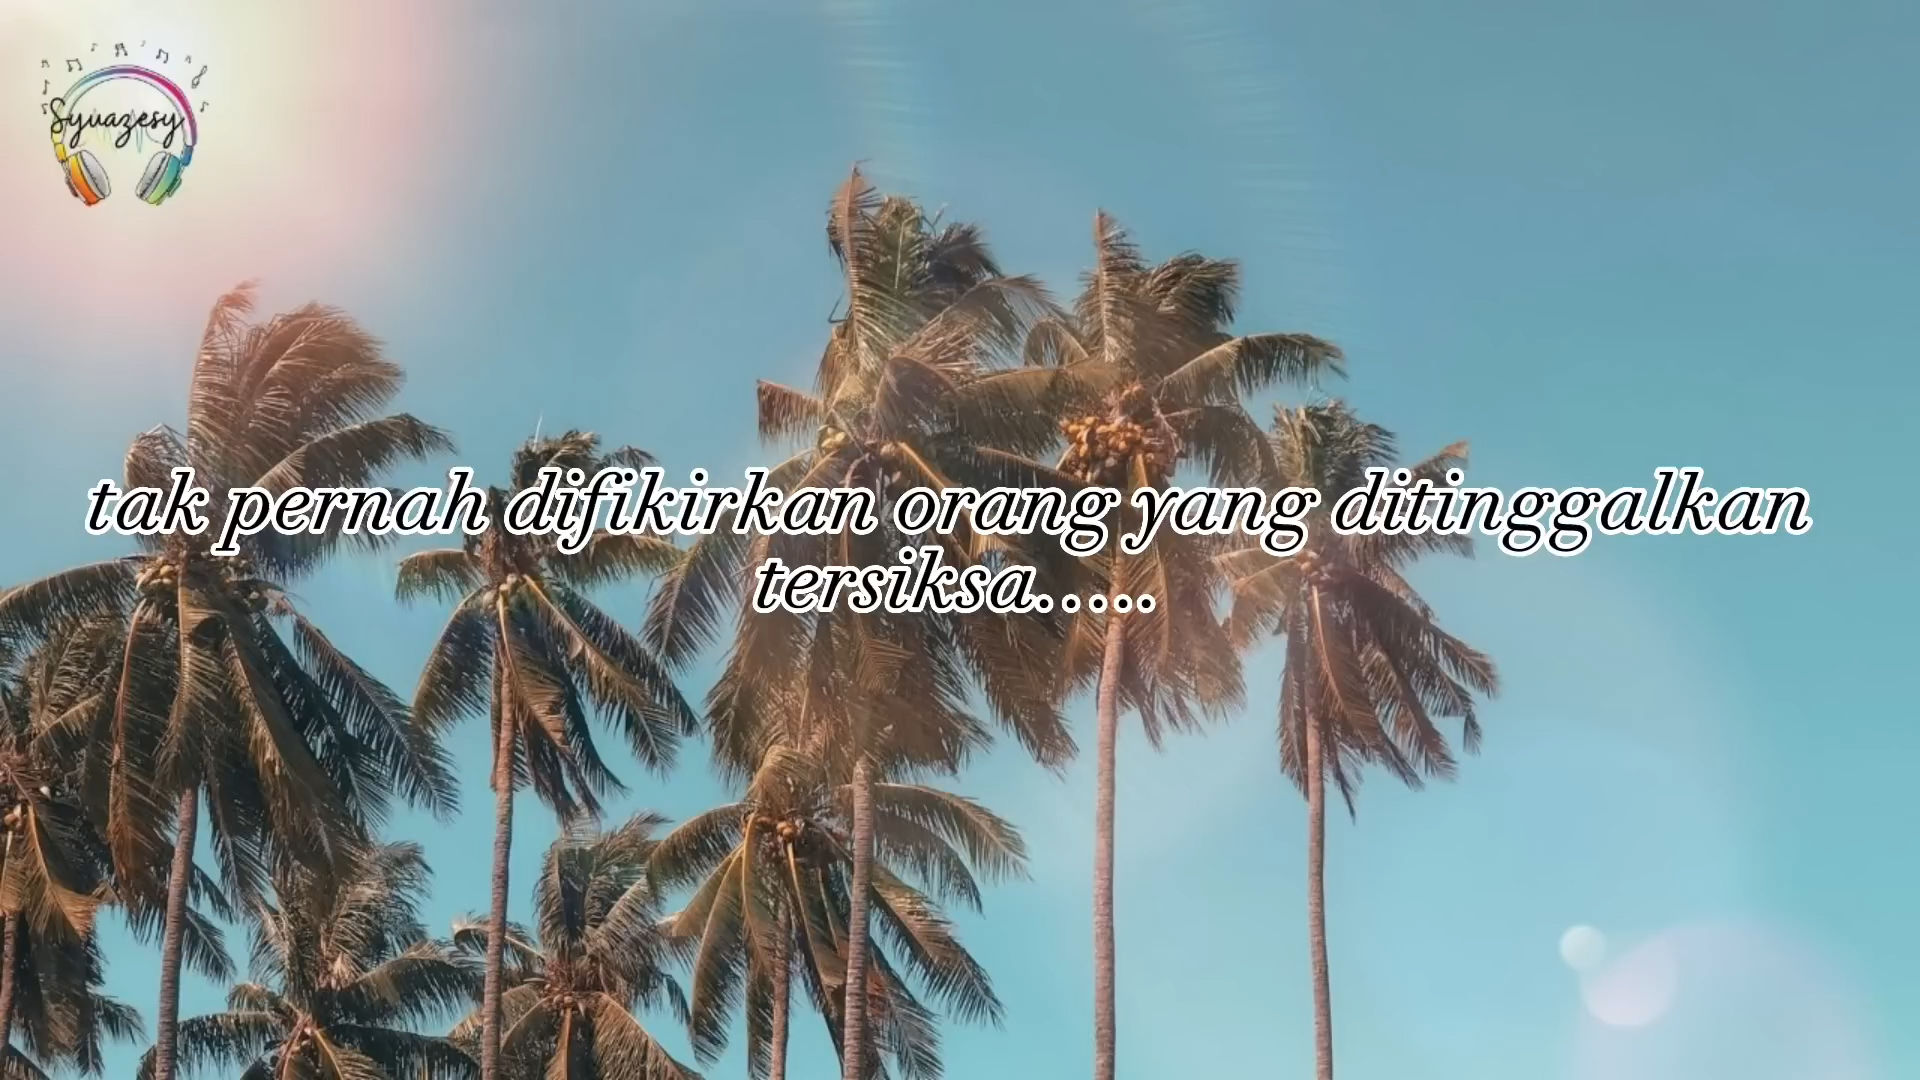 Syuazesy
tak pernah difikirkan orang yang ditinggalkan
tersiksa.....